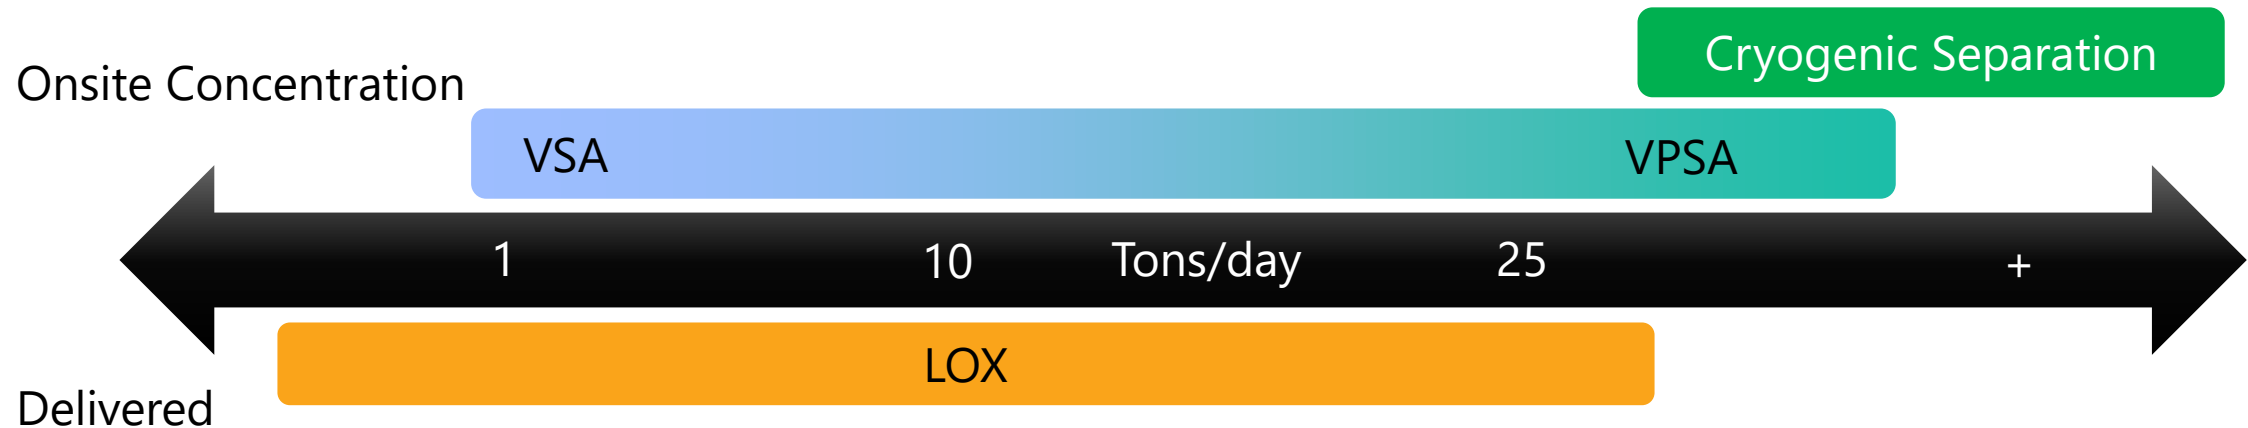 Cryogenic Separation
Onsite Concentration
VSA
VPSA
1
10
Tons/day
25
+
LOX
Delivered